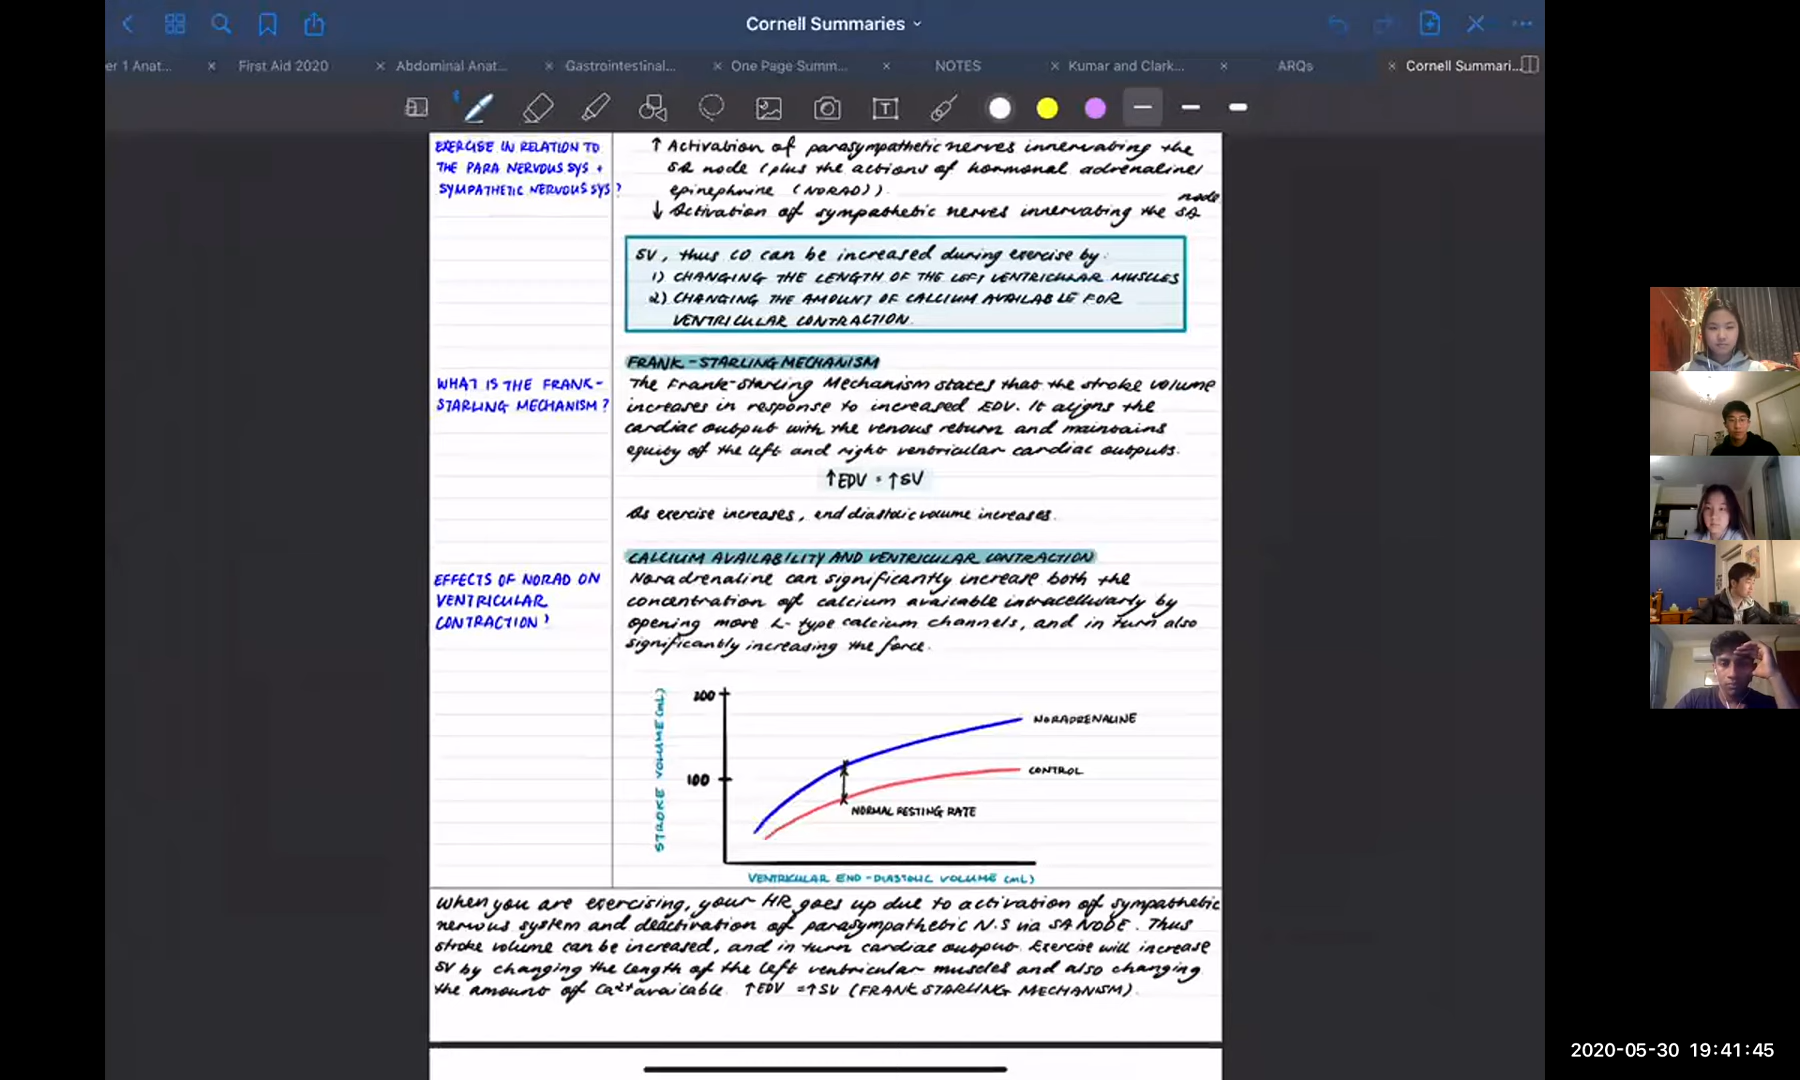 Cornell Summaries
er 1 Anat...
First Aid 2020
Abdominal Anat...
Gastrointestinal...
One Page Summ...
NOTES
Kumar and Clark...
ARQs
Cornell Summari...
EXERCISE IN RELATION TO
THE PARA NERVOUS SYS +
SYMPATHETIC NERVOUS SYS?
↑ Activation of parasympathetic nerves innervating the
SA node (plus the actions of hormonal adrenaline/
epinephrine (NORAD)).
↓ Activation of sympathetic nerves innervating the SA node
SV, thus CO can be increased during exercise by:
1) CHANGING THE LENGTH OF THE LEFT VENTRICULAR MUSCLES
2) CHANGING THE AMOUNT OF CALCIUM AVAILABLE FOR
VENTRICULAR CONTRACTION.
FRANK-STARLING MECHANISM
WHAT IS THE FRANK-
STARLING MECHANISM?
The Frank-Starling Mechanism states that the stroke volume
increases in response to increased EDV. It aligns the
cardiac output with the venous return and maintains
equity of the left and right ventricular cardiac outputs.
↑EDV = ↑SV
As exercise increases, end diastolic volume increases.
CALCIUM AVAILABILITY AND VENTRICULAR CONTRACTION
EFFECTS OF NORAD ON
VENTRICULAR
CONTRACTION?
Noradrenaline can significantly increase both the
concentration of calcium available intracellularly by
opening more L-type calcium channels, and in turn also
significantly increasing the force.
STROKE VOLUME (mL)
200
100
NORADRENALINE
CONTROL
NORMAL RESTING RATE
VENTRICULAR END-DIASTOLIC VOLUME (mL)
When you are exercising, your HR goes up due to activation of sympathetic
nervous system and deactivation of parasympathetic N.S via SA NODE. Thus
stroke volume can be increased, and in turn cardiac output. Exercise will increase
SV by changing the length of the left ventricular muscles and also changing
the amount of Ca2+ available. ↑EDV = ↑SV (FRANK STARLING MECHANISM).
2020-05-30 19:41:45